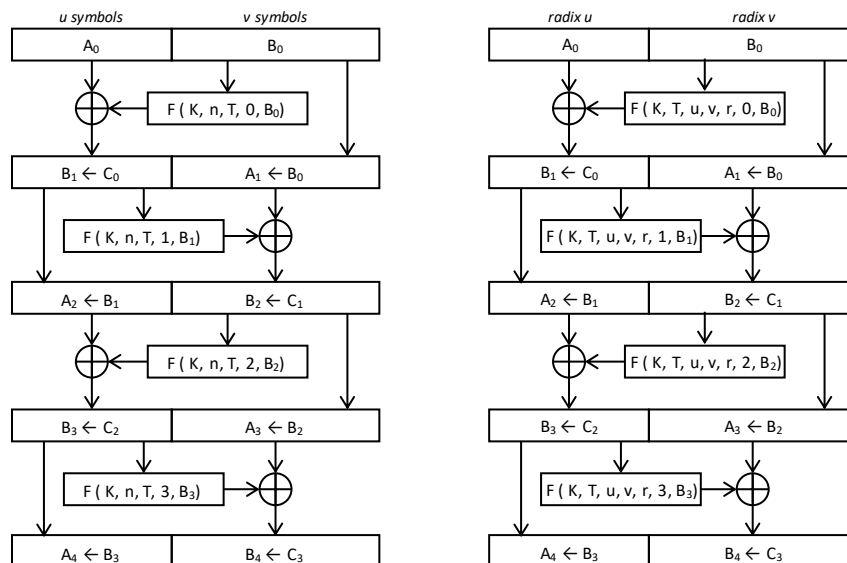 u symbols v symbols
A₀ B₀
F ( K, n, T, 0, B₀)
B₁ ← C₀ A₁ ← B₀
F ( K, n, T, 1, B₁)
A₂ ← B₁ B₂ ← C₁
F ( K, n, T, 2, B₂)
B₃ ← C₂ A₃ ← B₂
F ( K, n, T, 3, B₃)
A₄ ← B₃ B₄ ← C₃
radix u radix v
A₀ B₀
F ( K, T, u, v, r, 0, B₀)
B₁ ← C₀ A₁ ← B₀
F ( K, T, u, v, r, 1, B₁)
A₂ ← B₁ B₂ ← C₁
F ( K, T, u, v, r, 2, B₂)
B₃ ← C₂ A₃ ← B₂
F ( K, T, u, v, r, 3, B₃)
A₄ ← B₃ B₄ ← C₃